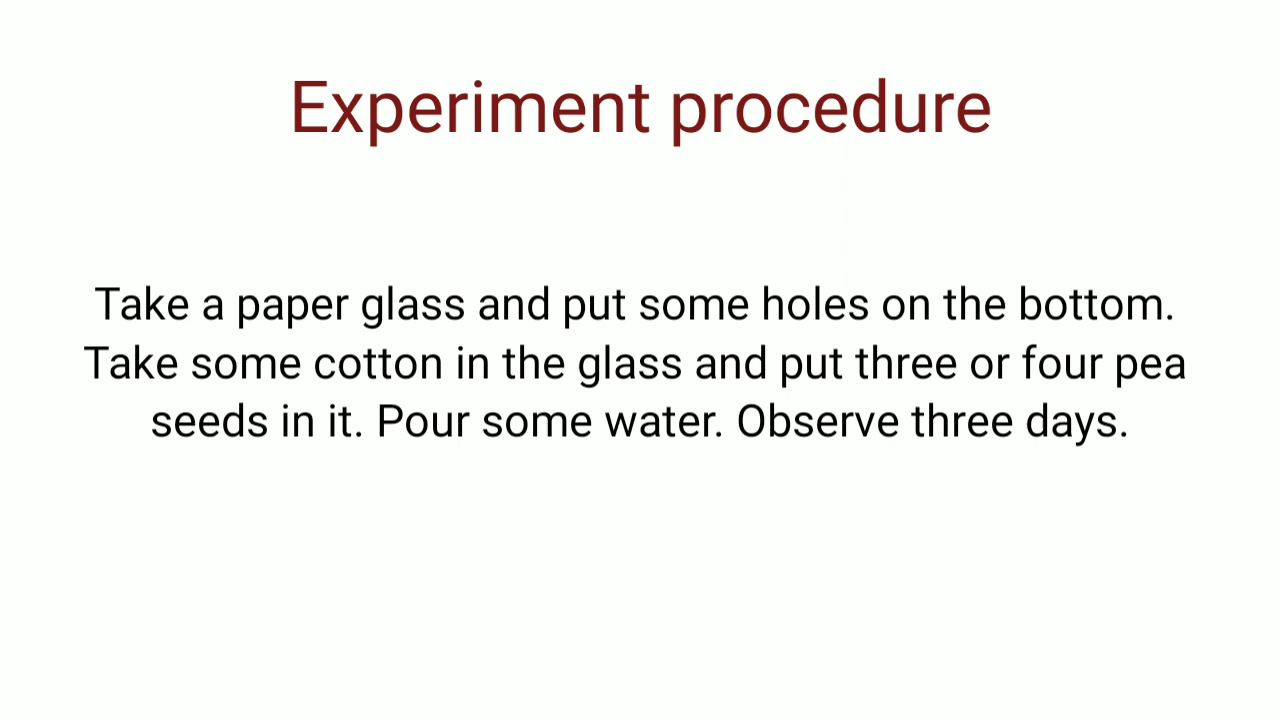 Experiment procedure
Take a paper glass and put some holes on the bottom.
Take some cotton in the glass and put three or four pea
seeds in it. Pour some water. Observe three days.